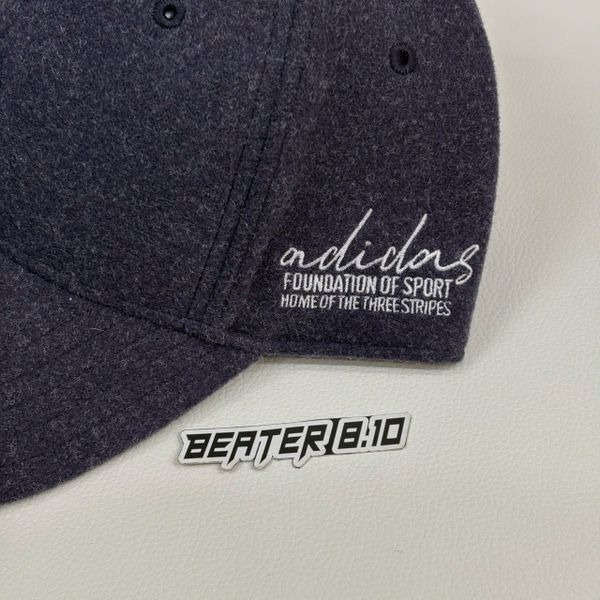 adidas
FOUNDATION OF SPORT
HOME OF THE THREE STRIPES
BEATER 8.10